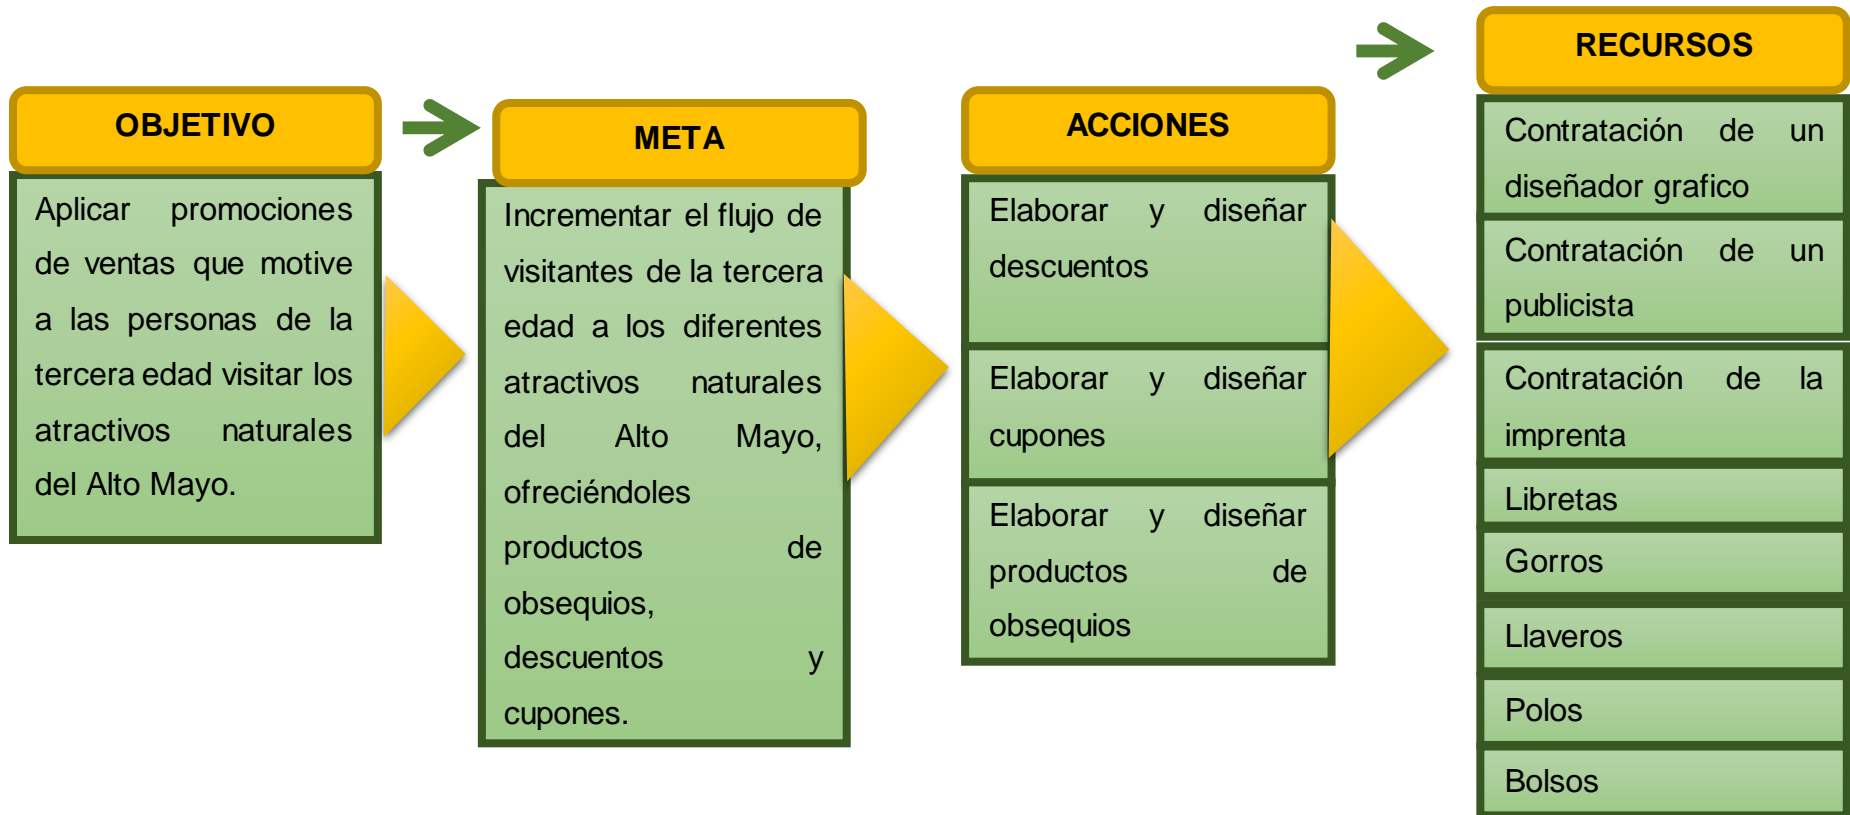 OBJETIVO
Aplicar promociones
de ventas que motive
a las personas de la
tercera edad visitar los
atractivos naturales
del Alto Mayo.
META
Incrementar el flujo de
visitantes de la tercera
edad a los diferentes
atractivos naturales
del Alto Mayo,
ofreciéndoles
productos de
obsequios,
descuentos y
cupones.
ACCIONES
Elaborar y diseñar
descuentos
Elaborar y diseñar
cupones
Elaborar y diseñar
productos de
obsequios
RECURSOS
Contratación de un
diseñador grafico
Contratación de un
publicista
Contratación de la
imprenta
Libretas
Gorros
Llaveros
Polos
Bolsos